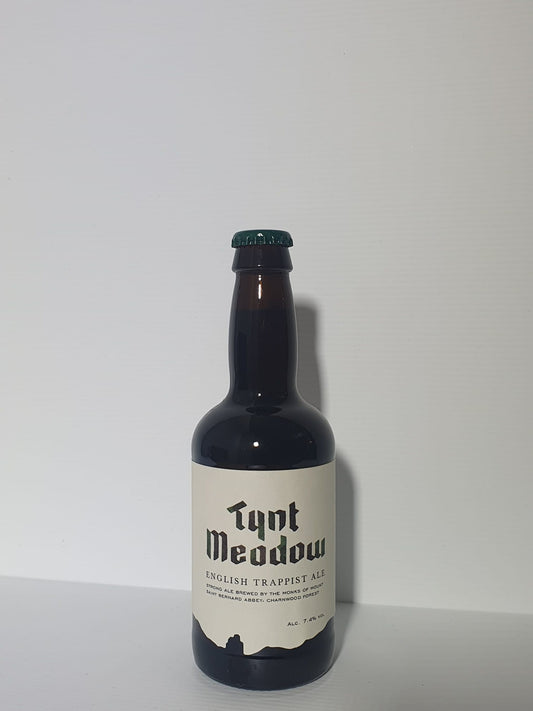 Tynt
Meadow
ENGLISH TRAPPIST ALE
STRONG ALE BREWED BY THE MONKS OF MOUNT
SAINT BERNARD ABBEY, CHARNWOOD FOREST
ALC. 7.4% VOL